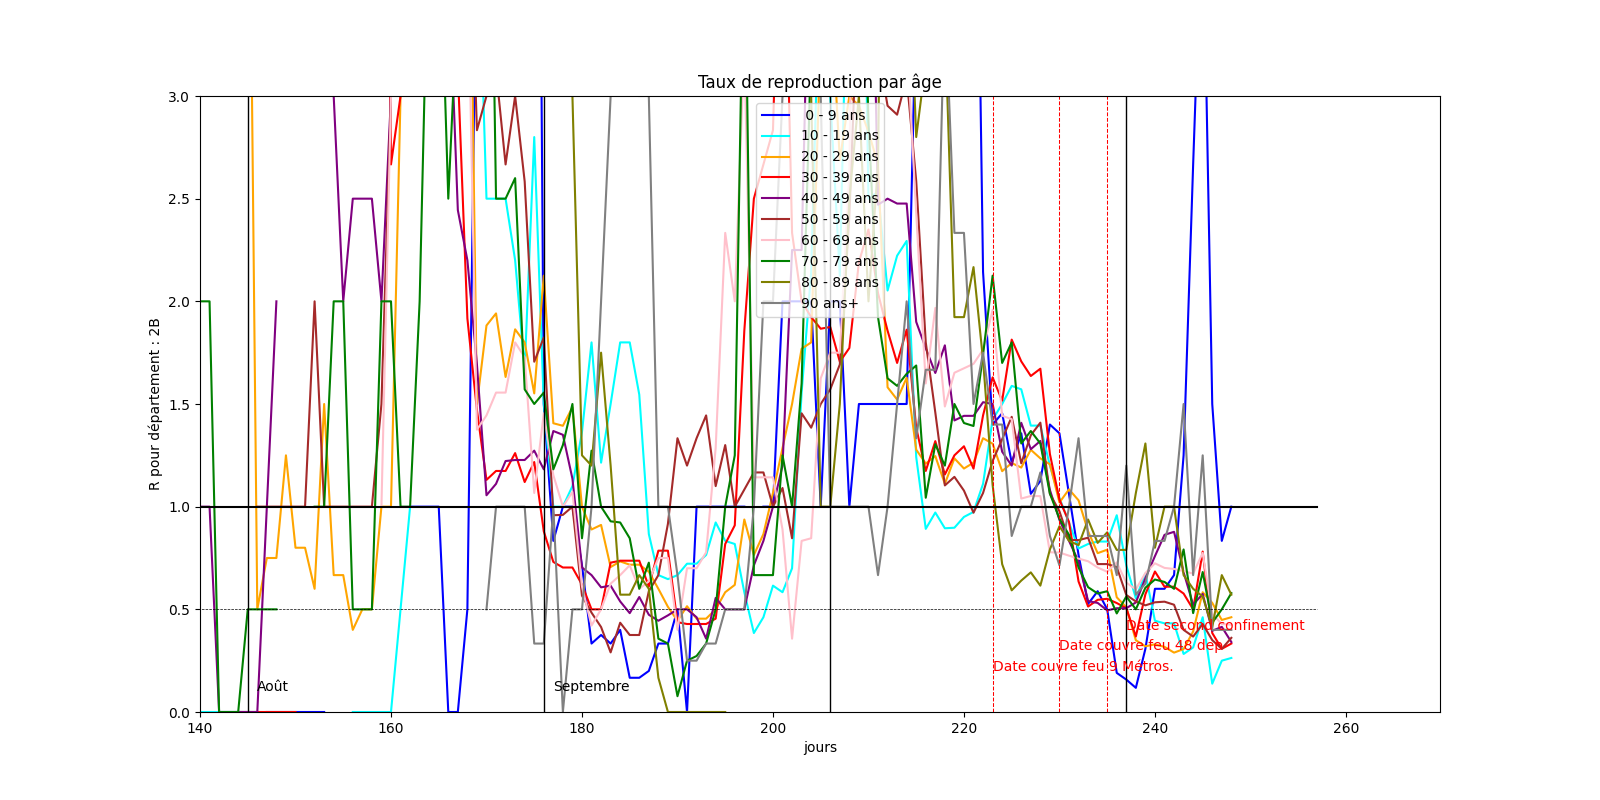 Taux de reproduction par âge
R pour département : 2B
3.0
2.5
2.0
1.5
1.0
0.5
0.0
0 - 9 ans
10 - 19 ans
20 - 29 ans
30 - 39 ans
40 - 49 ans
50 - 59 ans
60 - 69 ans
70 - 79 ans
80 - 89 ans
90 ans+
Date second confinement
Date couvre feu 48 dép.
Date couvre feu 9 Métros.
Août
Septembre
140
160
180
200
220
240
260
jours